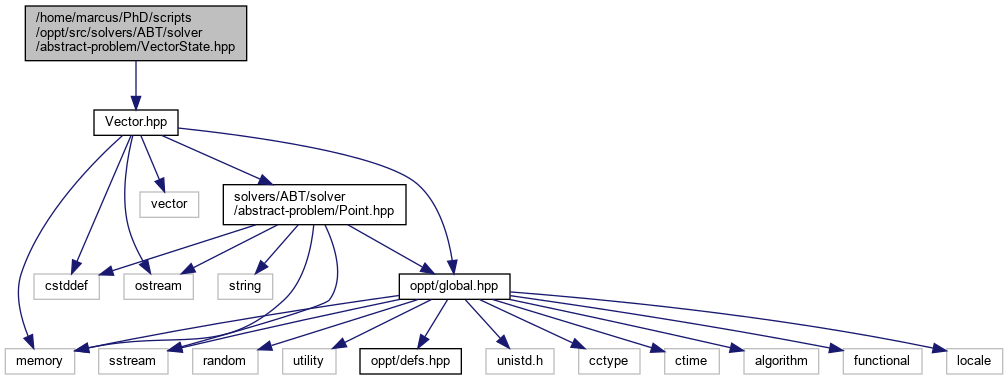 /home/marcus/PhD/scripts
/oppt/src/solvers/ABT/solver
/abstract-problem/VectorState.hpp
Vector.hpp
vector
solvers/ABT/solver
/abstract-problem/Point.hpp
cstddef
ostream
string
oppt/global.hpp
memory
sstream
random
utility
oppt/defs.hpp
unistd.h
cctype
ctime
algorithm
functional
locale